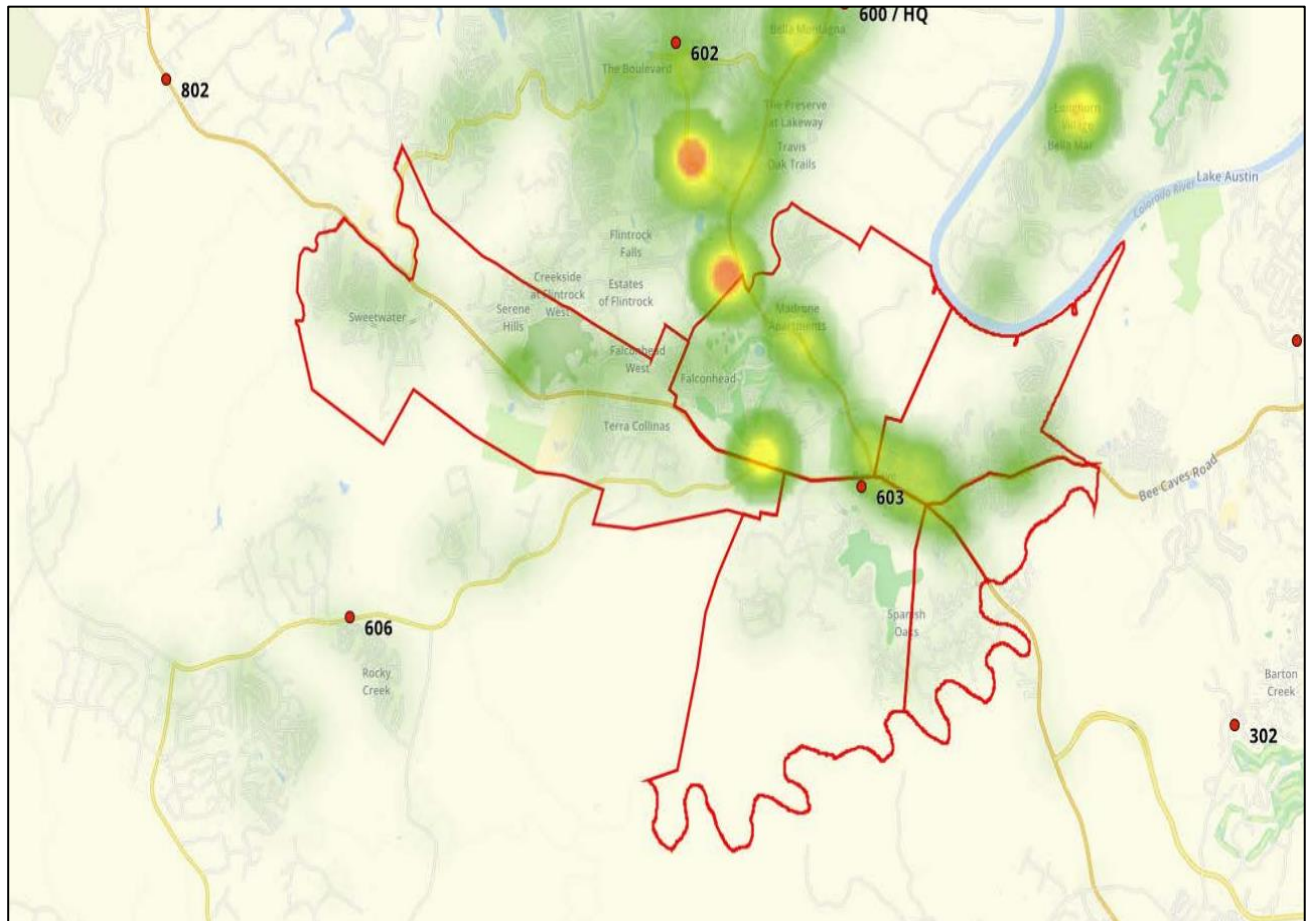 600 / HQ
Bella Montagna
602
The Boulevard
802
The Preserve
at Lakeway
Longhorn
Village
Bella Mar
Travis
Oak Trails
Lake Austin
Colorado River
Flintrock
Falls
Creekside
at Flintrock
West
Estates
of Flintrock
Serene
Hills
Sweetwater
Madrone
Apartments
Falconhead
West
Falconhead
Terra Collinas
603
Bee Caves Road
Spanish
Oaks
606
Rocky
Creek
Barton
Creek
302